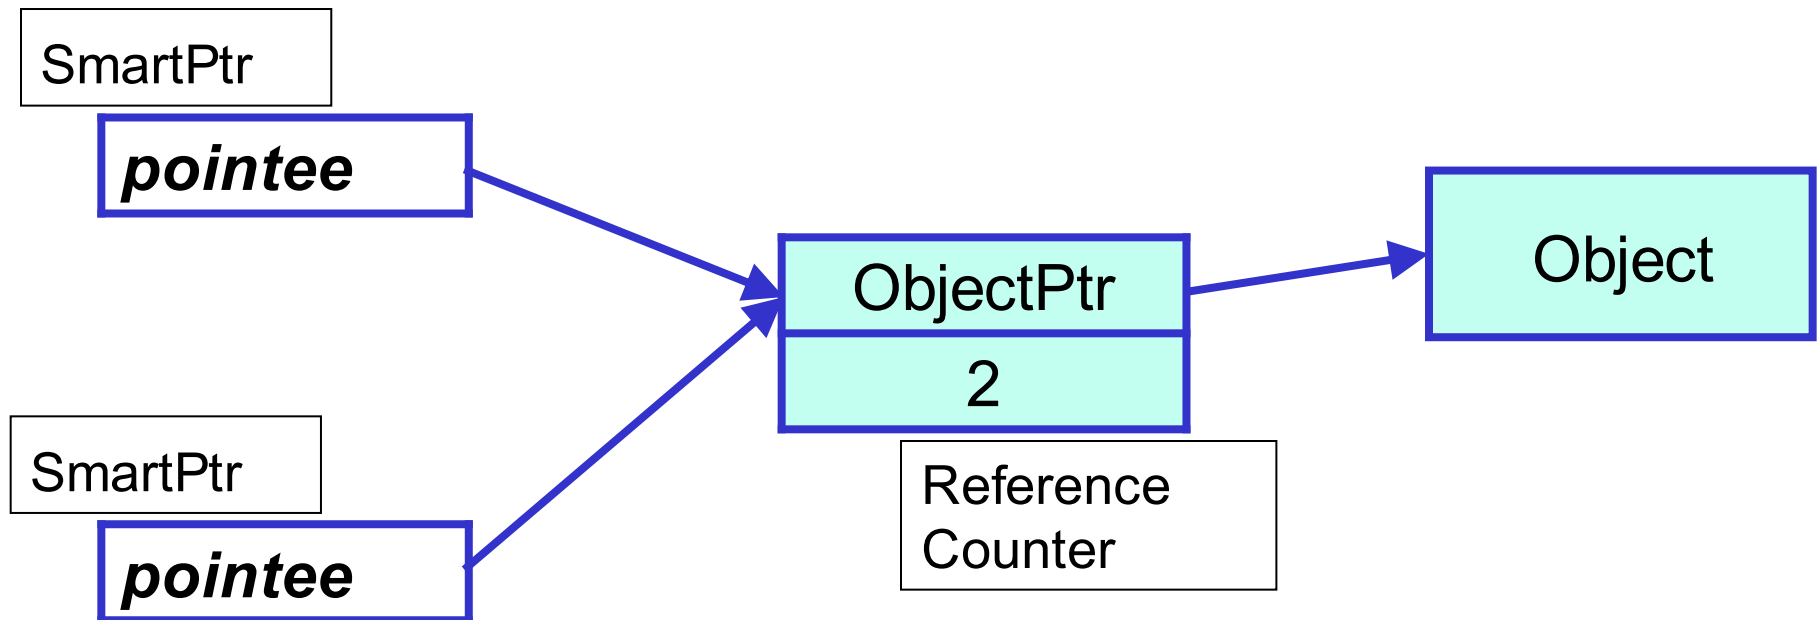 SmartPtr
pointee
ObjectPtr
2
Object
SmartPtr
pointee
Reference
Counter